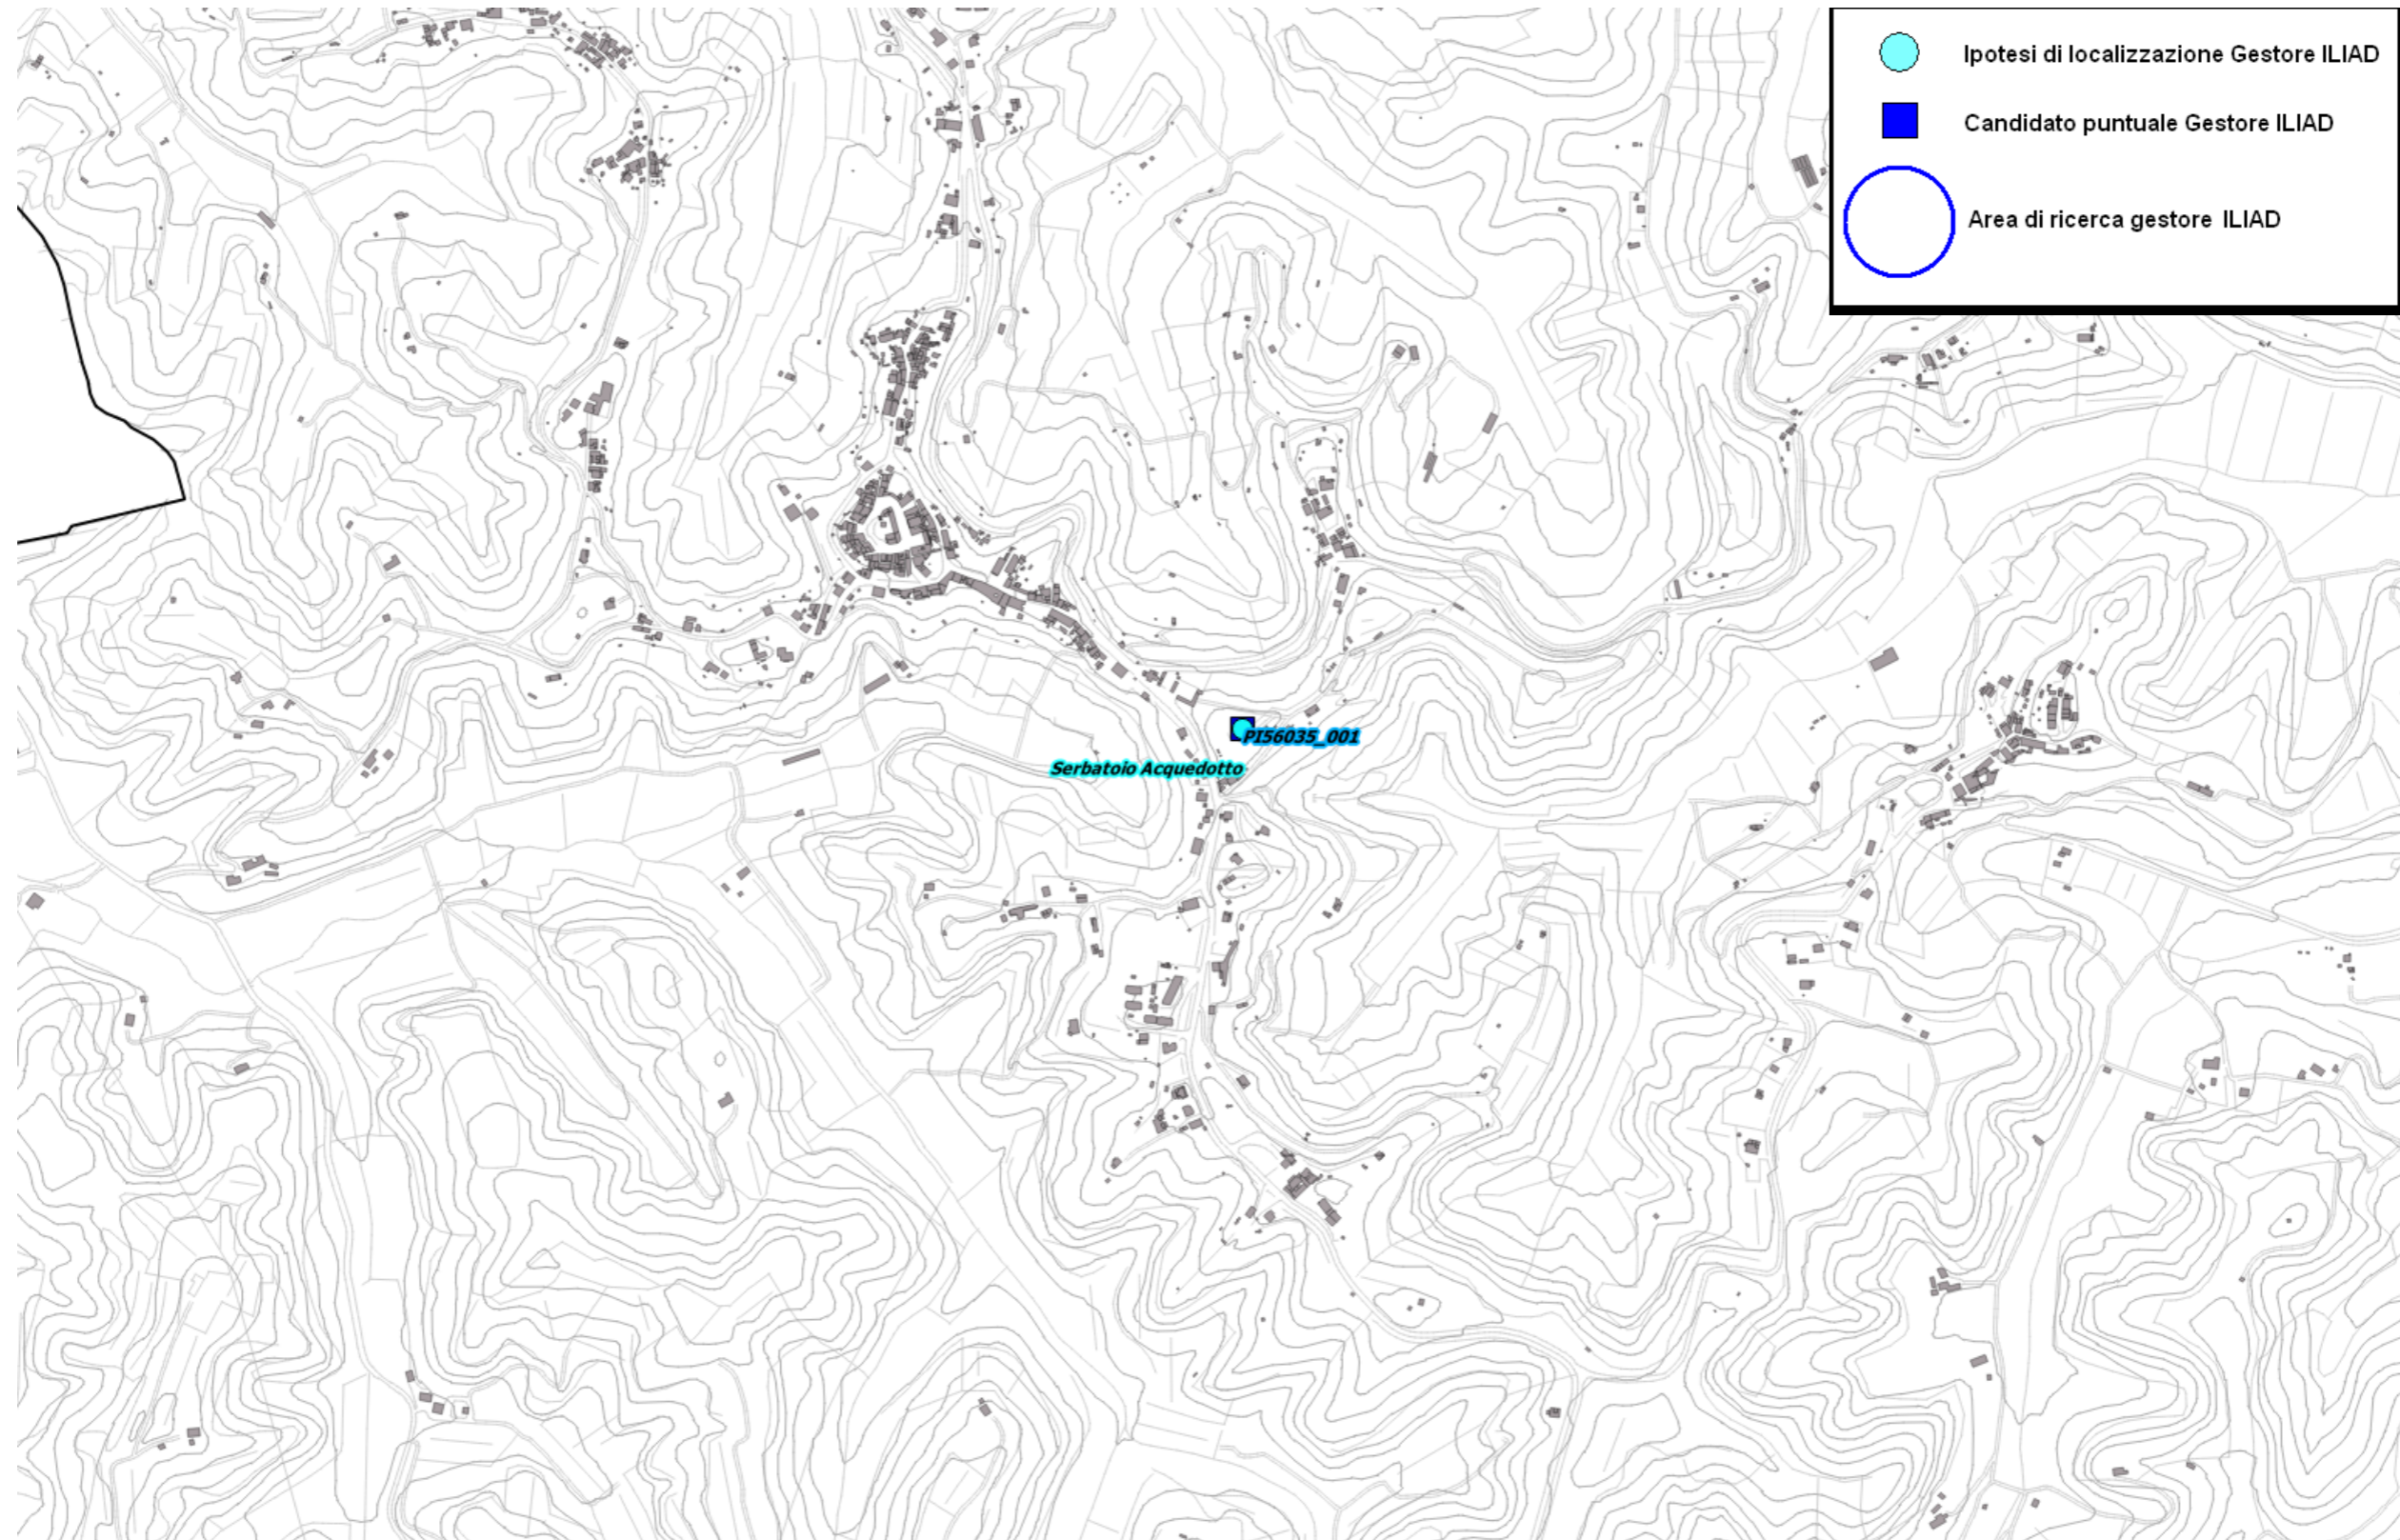 Ipotesi di localizzazione Gestore ILIAD
Candidato puntuale Gestore ILIAD
Area di ricerca gestore ILIAD
PI56035_001
Serbatoio Acquedotto